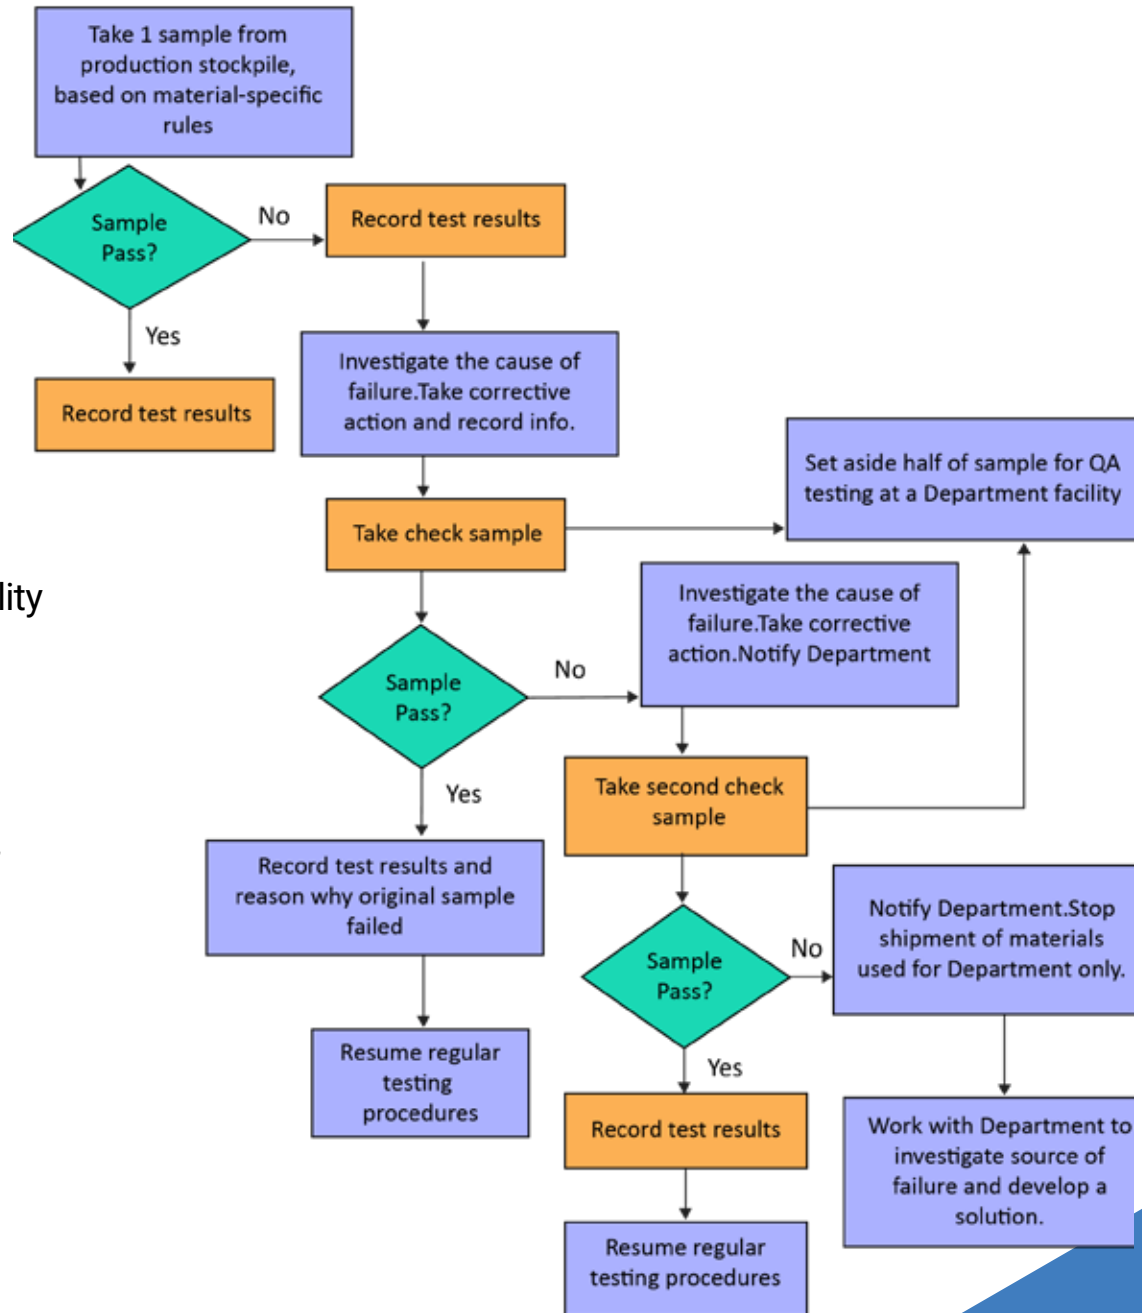 Take 1 sample from
production stockpile,
based on material-specific
rules
Sample
Pass?
No
Record test results
Yes
Record test results
Investigate the cause of
failure.Take corrective
action and record info.
Take check sample
Set aside half of sample for QA
testing at a Department facility
lity
Sample
Pass?
No
Investigate the cause of
failure.Take corrective
action.Notify Department
Yes
Record test results and
reason why original sample
failed
Resume regular
testing
procedures
Take second check
sample
Sample
Pass?
No
Notify Department.Stop
shipment of materials
used for Department only.
Work with Department to
investigate source of
failure and develop a
solution.
Yes
Record test results
Resume regular
testing procedures